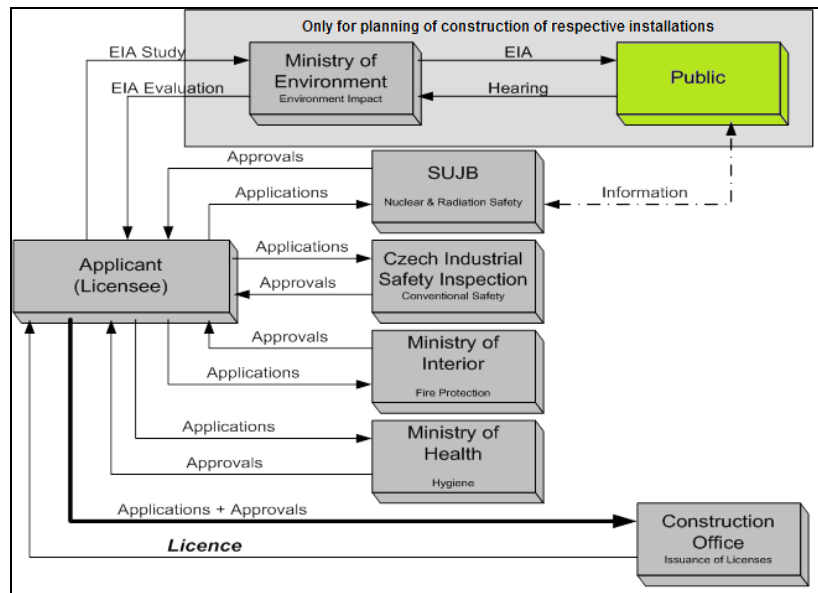 Only for planning of construction of respective installations
EIA Study
Ministry of
Environment
Environment Impact
EIA
Public
EIA Evaluation
Hearing
Approvals
SUJB
Nuclear & Radiation Safety
Applications
Information
Applicant
(Licensee)
Applications
Czech Industrial
Safety Inspection
Conventional Safety
Approvals
Approvals
Ministry of
Interior
Fire Protection
Applications
Applications
Ministry of
Health
Hygiene
Approvals
Applications + Approvals
Construction
Office
Issuance of Licenses
Licence